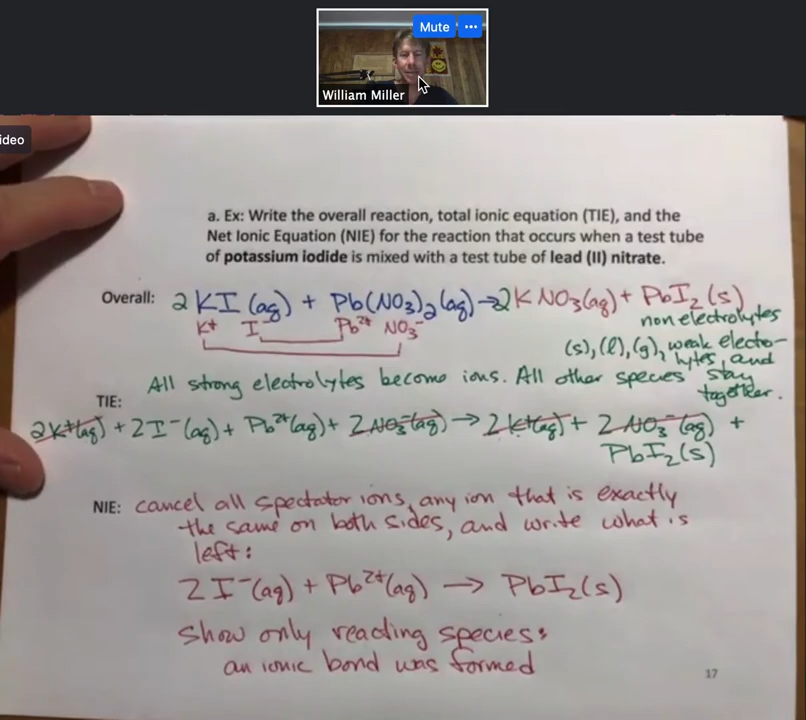 Mute ...
William Miller
ideo
a. Ex: Write the overall reaction, total ionic equation (TIE), and the
Net Ionic Equation (NIE) for the reaction that occurs when a test tube
of potassium iodide is mixed with a test tube of lead (II) nitrate.
Overall: 2KI(aq) + Pb(NO₃)₂(aq) → 2KNO₃(aq) + PbI₂(s)
K⁺ I⁻ Pb²⁺ NO₃⁻
non electrolytes
(s), (l), (g), weak electro-
lytes, and
All strong electrolytes become ions. All other species stay
together.
TIE:
2K⁺(aq) + 2I⁻(aq) + Pb²⁺(aq) + 2NO₃⁻(aq) → 2K⁺(aq) + 2NO₃⁻(aq) +
PbI₂(s)
NIE: cancel all spectator ions, any ion that is exactly
the same on both sides, and write what is
left:
2I⁻(aq) + Pb²⁺(aq) → PbI₂(s)
Show only reacting species:
an ionic bond was formed
17